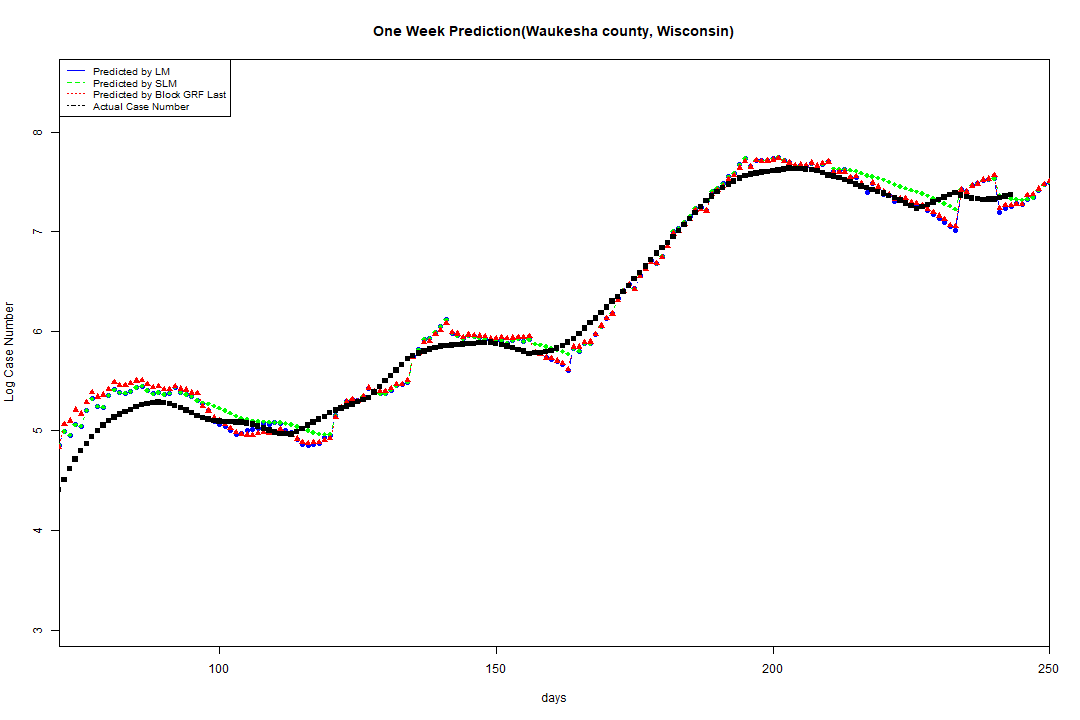 One Week Prediction(Waukesha county, Wisconsin)
Predicted by LM
Predicted by SLM
Predicted by Block GRF Last
Actual Case Number
8
7
6
5
4
3
Log Case Number
100
150
200
250
days